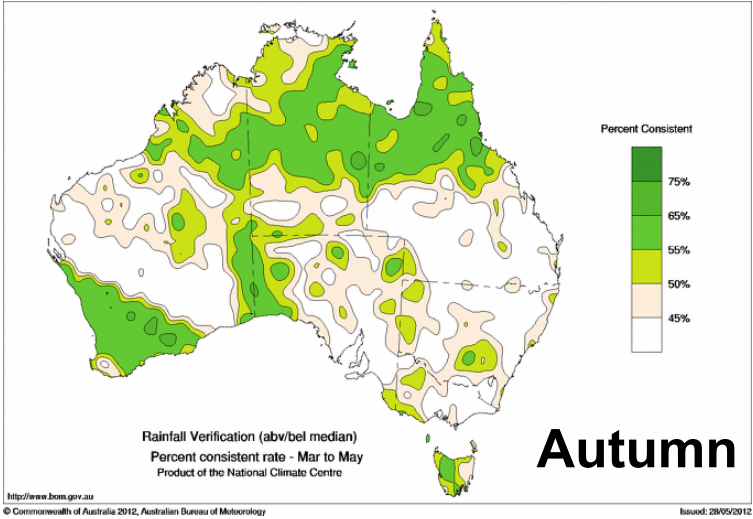 Percent Consistent
75%
65%
55%
50%
45%
Rainfall Verification (abv/bel median)
Percent consistent rate - Mar to May
Product of the National Climate Centre
Autumn
http://www.bom.gov.au
© Commonwealth of Australia 2012, Australian Bureau of Meteorology
Issued: 28/05/2012